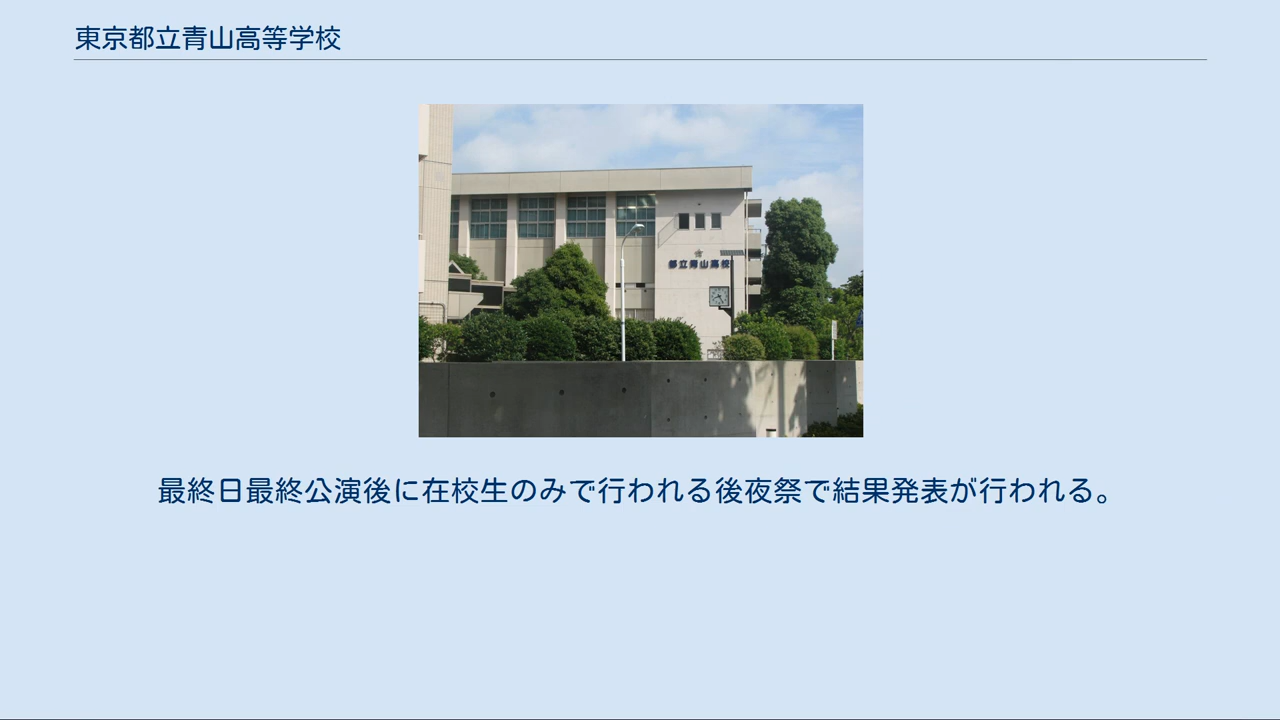 東京都立青山高等学校
都立青山高校
最終日最終公演後に在校生のみで行われる後夜祭で結果発表が行われる。